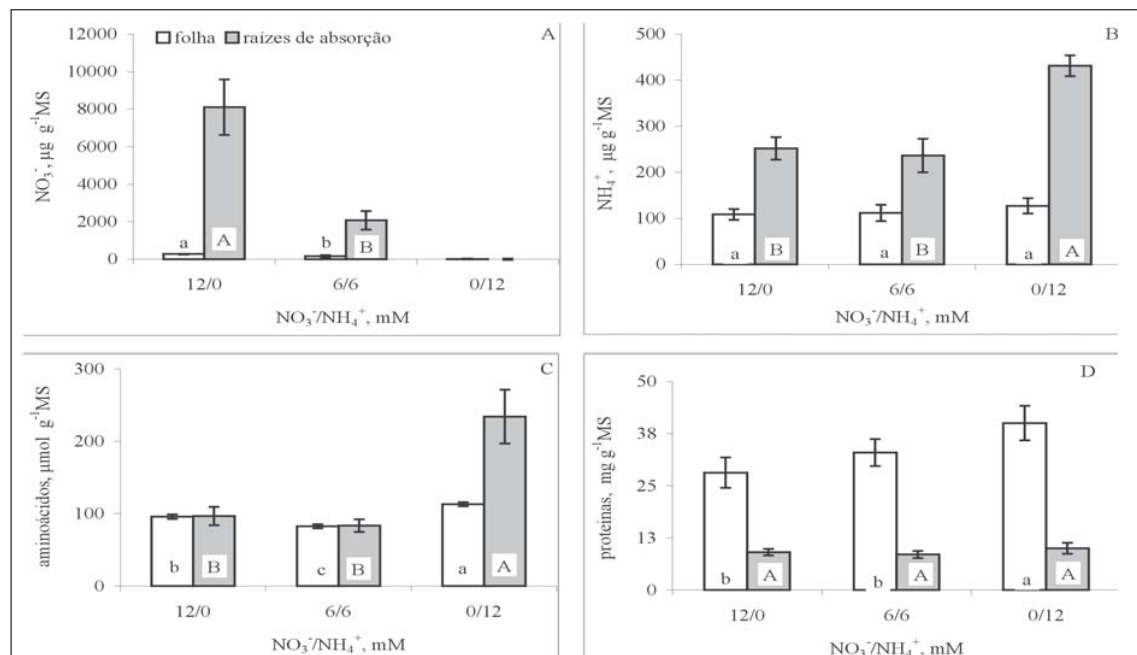 folha raízes de absorção A
NO₃⁻, µg g⁻¹MS
12000
10000
8000
6000
4000
2000
0
a A b B
12/0 6/6 0/12
NO₃⁻/NH₄⁺, mM
B
NH₄⁺, µg g⁻¹MS
500
400
300
200
100
0
a B a B a A
12/0 6/6 0/12
NO₃⁻/NH₄⁺, mM
C
aminoácidos, µmol g⁻¹MS
300
200
100
0
b B c B a A
12/0 6/6 0/12
NO₃⁻/NH₄⁺, mM
D
proteínas, mg g⁻¹MS
50
38
25
13
0
b A b A a A
12/0 6/6 0/12
NO₃⁻/NH₄⁺, mM